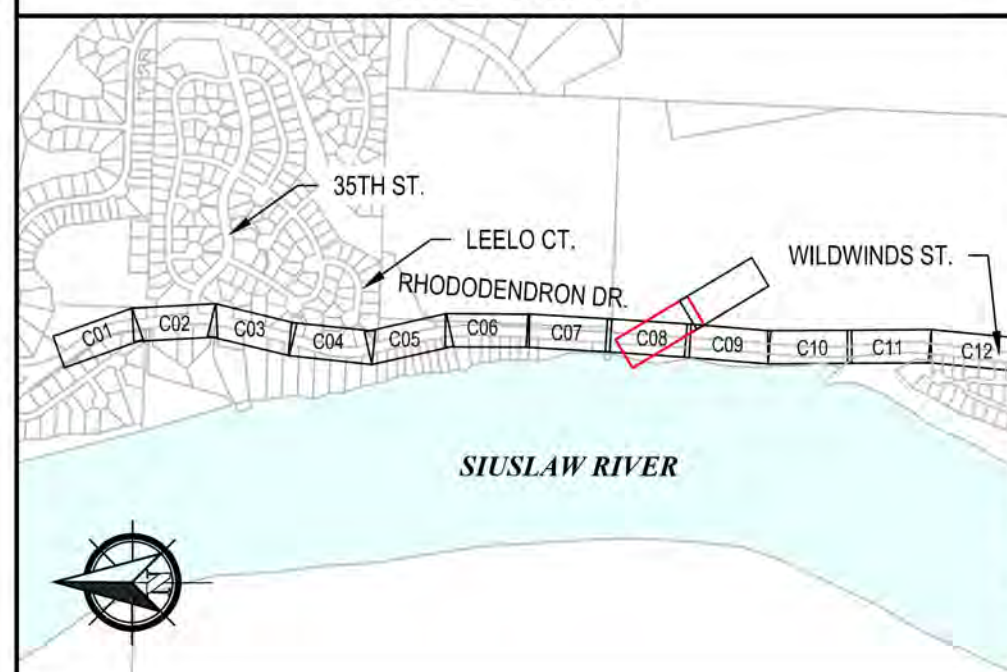 35TH ST.
LEELO CT.
WILDWINDS ST.
RHODODENDRON DR.
C01
C02
C03
C04
C05
C06
C07
C08
C09
C10
C11
C12
SIUSLAW RIVER
N